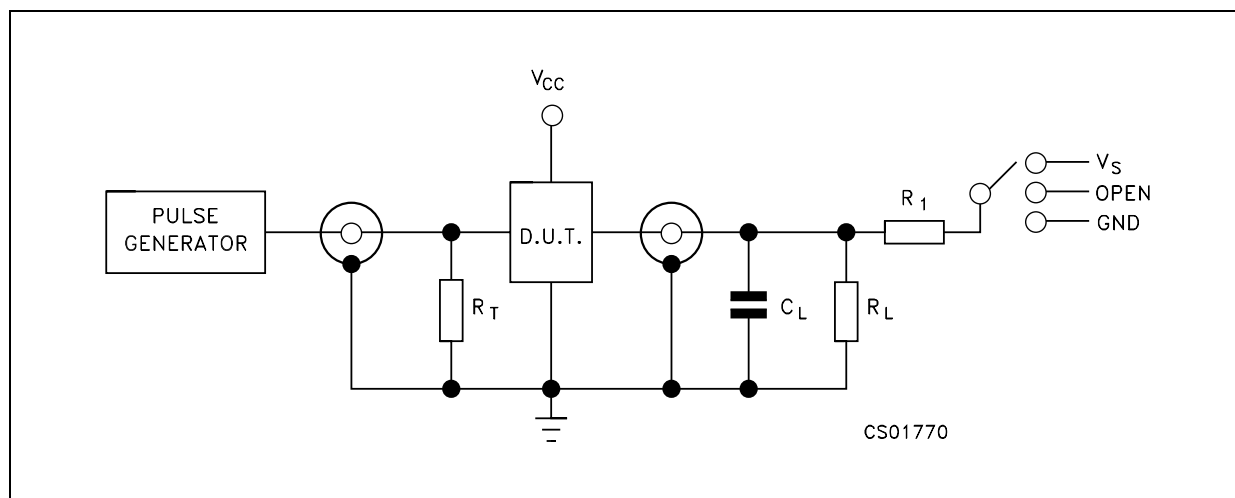 VCC
PULSE
GENERATOR
D.U.T.
RT
CL
RL
R1
VS
OPEN
GND
CS01770